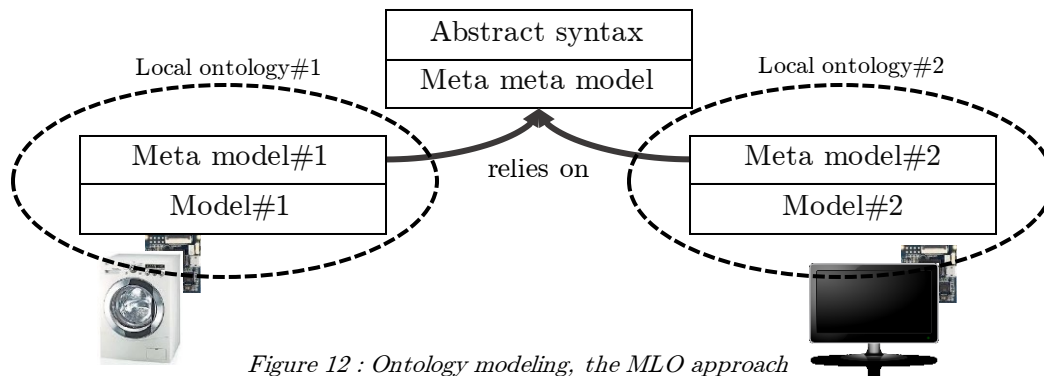 Abstract syntax
Local ontology#1
Local ontology#2
Meta meta model
Meta model#1
relies on
Meta model#2
Model#1
Model#2
Figure 12 : Ontology modeling, the MLO approach